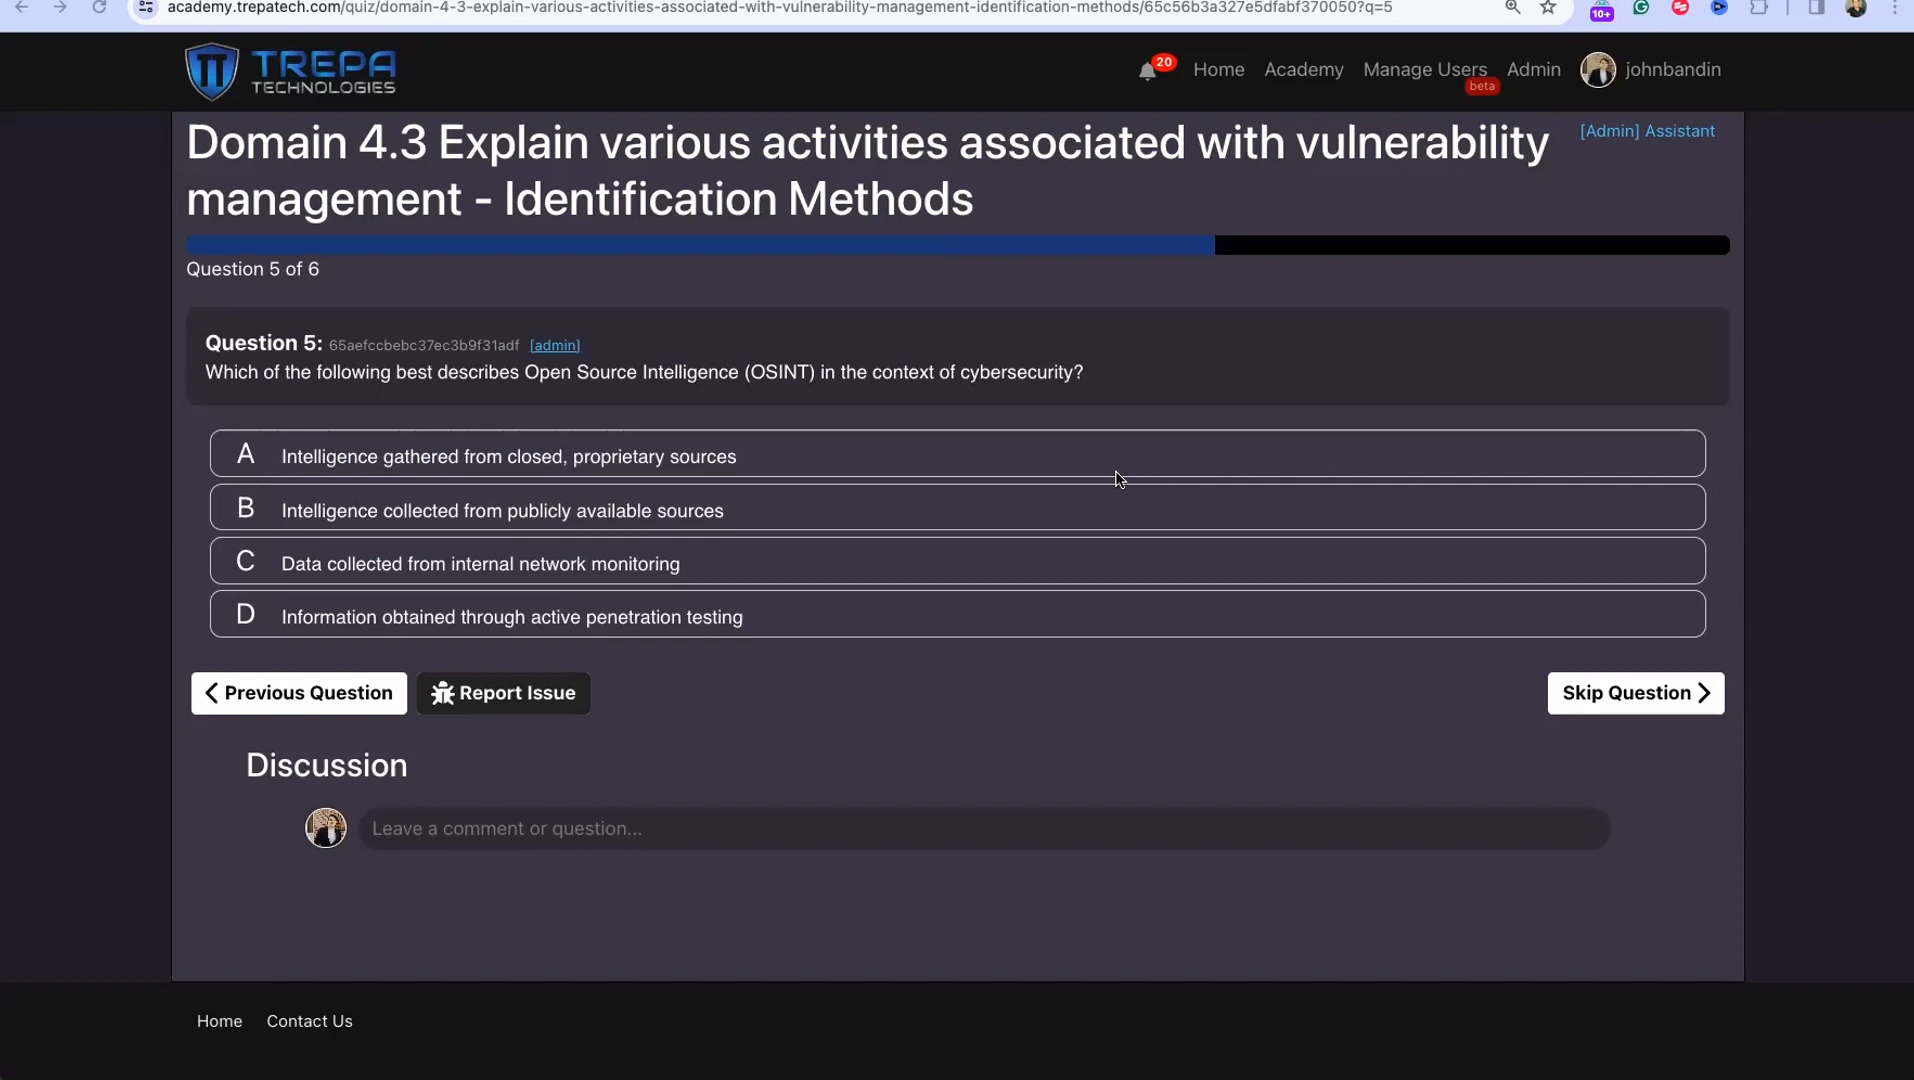 academy.trepatech.com/quiz/domain-4-3-explain-various-activities-associated-with-vulnerability-management-identification-methods/65c56b3a327e5dfabf370050?q=5
10+
TREPA
TECHNOLOGIES
20
Home
Academy
Manage Users
beta
Admin
johnbandin
Domain 4.3 Explain various activities associated with vulnerability
management - Identification Methods
[Admin] Assistant
Question 5 of 6
Question 5: 65aefccbebc37ec3b9f31adf [admin]
Which of the following best describes Open Source Intelligence (OSINT) in the context of cybersecurity?
A Intelligence gathered from closed, proprietary sources
B Intelligence collected from publicly available sources
C Data collected from internal network monitoring
D Information obtained through active penetration testing
Previous Question
Report Issue
Skip Question
Discussion
Leave a comment or question...
Home
Contact Us